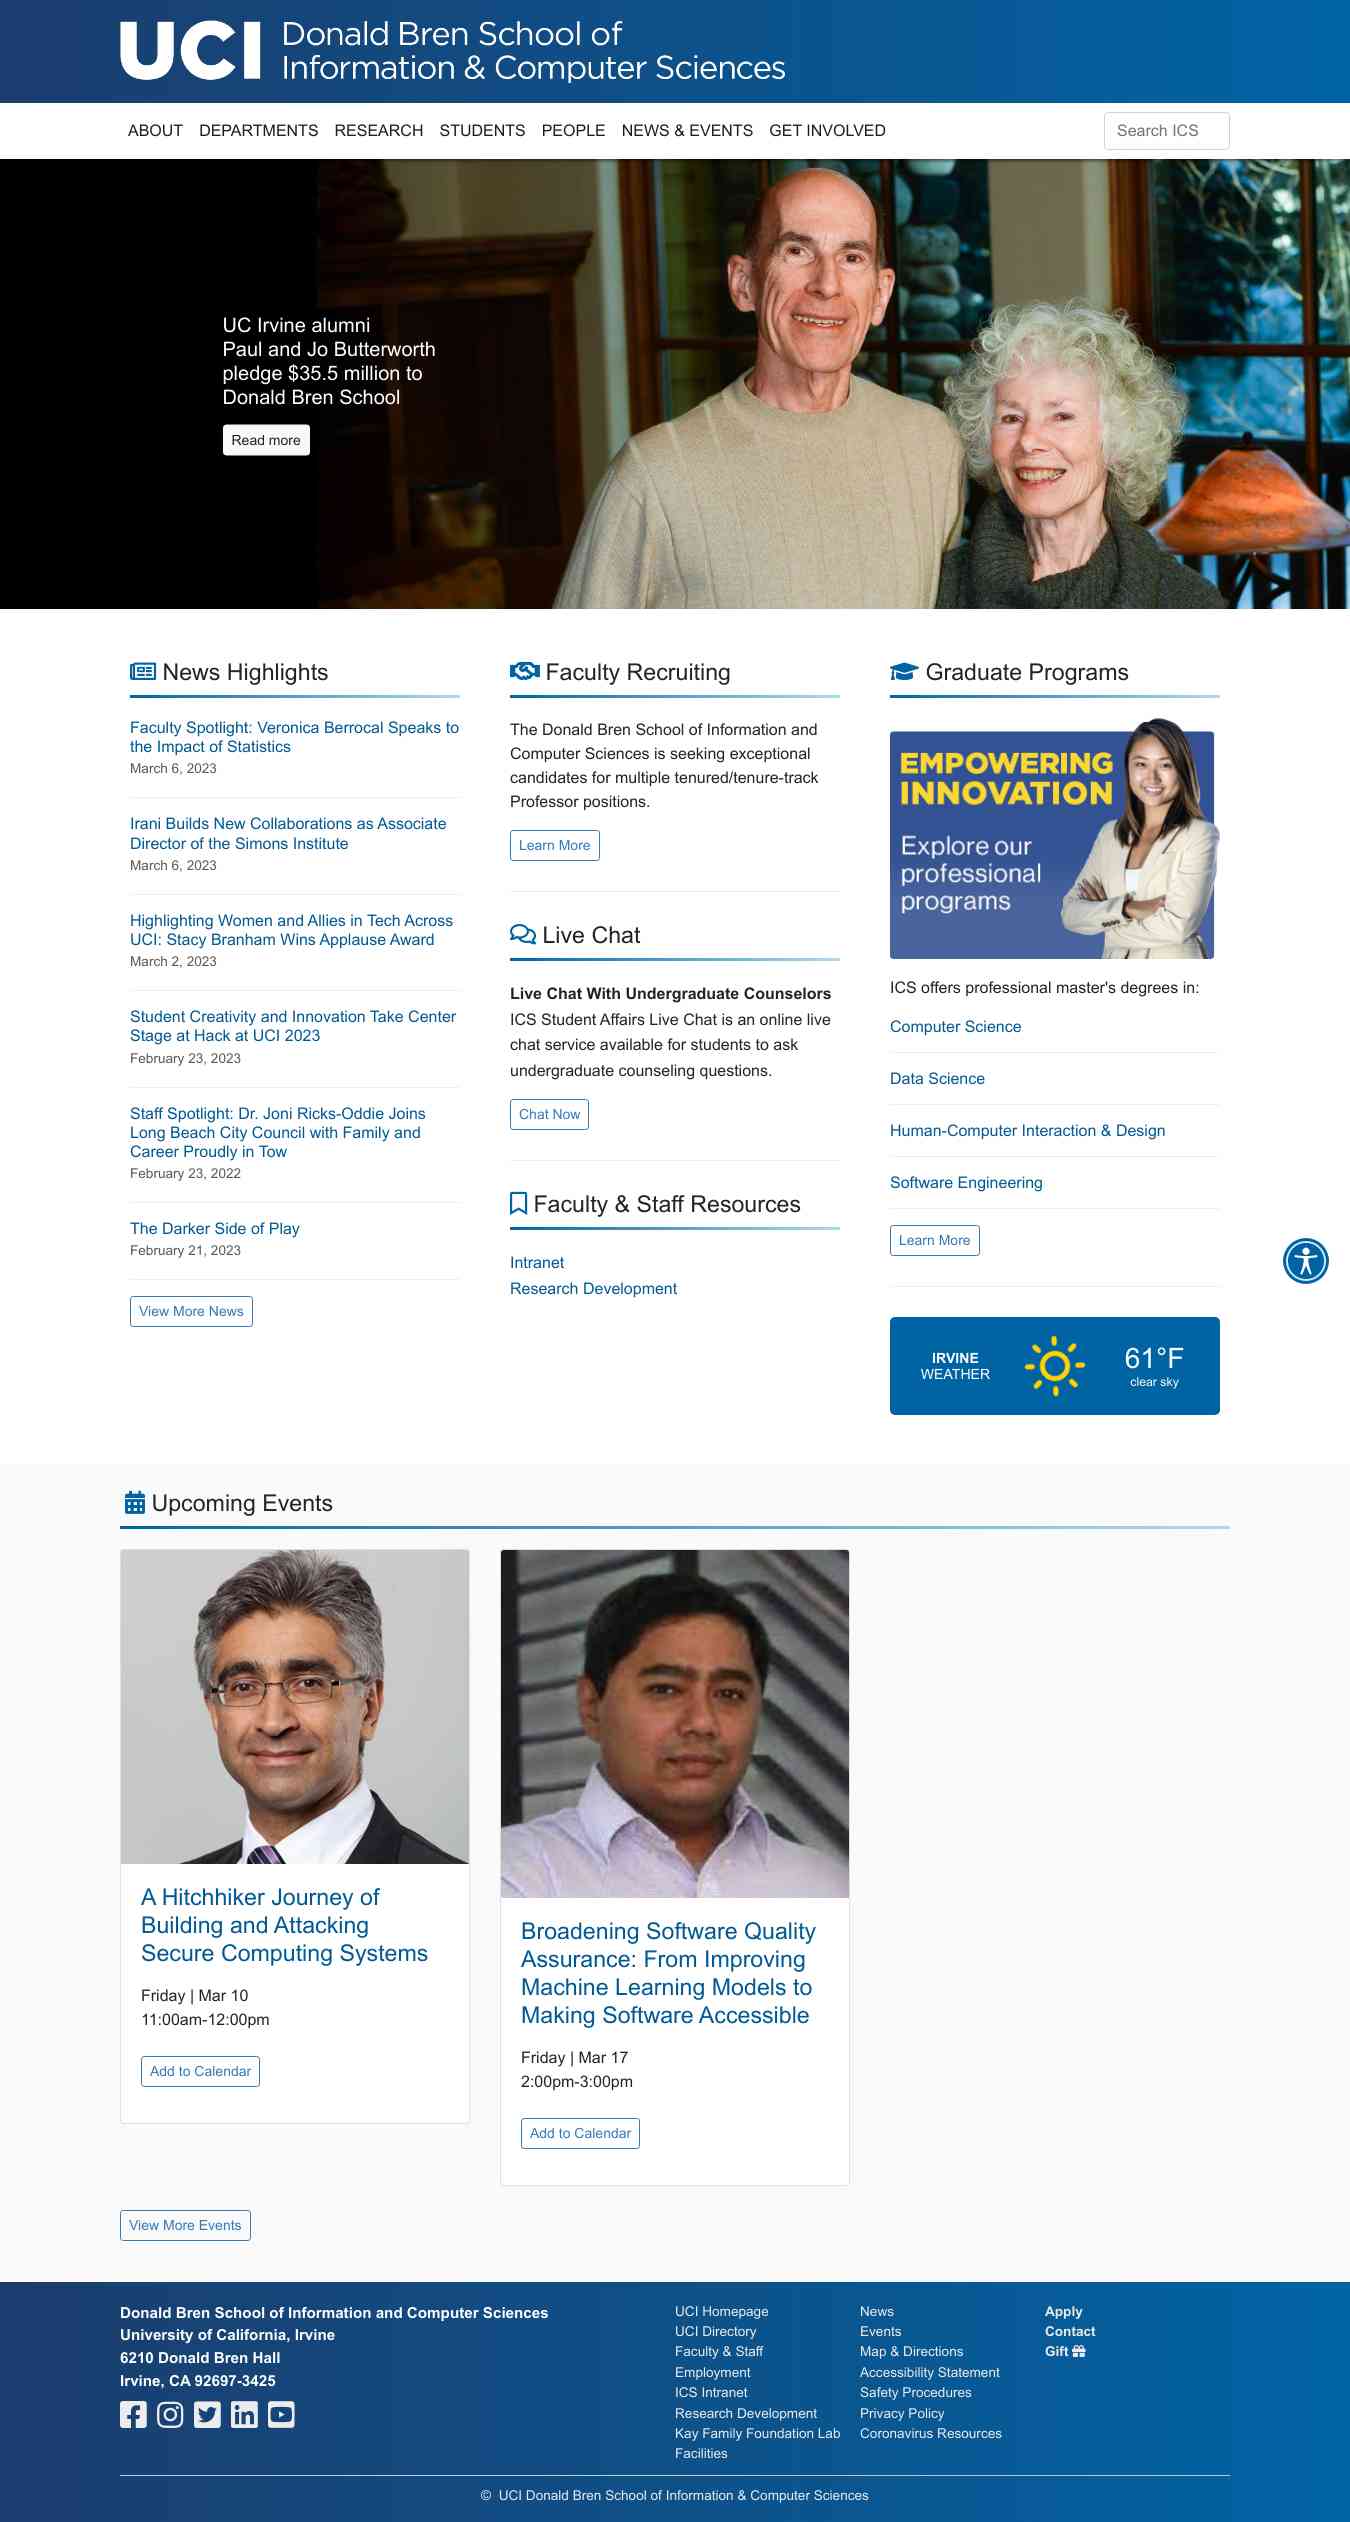 UCI Donald Bren School of
Information & Computer Sciences
ABOUT DEPARTMENTS RESEARCH STUDENTS PEOPLE NEWS & EVENTS GET INVOLVED Search ICS
UC Irvine alumni
Paul and Jo Butterworth
pledge $35.5 million to
Donald Bren School
Read more
News Highlights
Faculty Spotlight: Veronica Berrocal Speaks to
the Impact of Statistics
March 6, 2023
Irani Builds New Collaborations as Associate
Director of the Simons Institute
March 6, 2023
Highlighting Women and Allies in Tech Across
UCI: Stacy Branham Wins Applause Award
March 2, 2023
Student Creativity and Innovation Take Center
Stage at Hack at UCI 2023
February 23, 2023
Staff Spotlight: Dr. Joni Ricks-Oddie Joins
Long Beach City Council with Family and
Career Proudly in Tow
February 23, 2022
The Darker Side of Play
February 21, 2023
View More News
Faculty Recruiting
The Donald Bren School of Information and
Computer Sciences is seeking exceptional
candidates for multiple tenured/tenure-track
Professor positions.
Learn More
Live Chat
Live Chat With Undergraduate Counselors
ICS Student Affairs Live Chat is an online live
chat service available for students to ask
undergraduate counseling questions.
Chat Now
Faculty & Staff Resources
Intranet
Research Development
Graduate Programs
EMPOWERING
INNOVATION
Explore our
professional
programs
ICS offers professional master's degrees in:
Computer Science
Data Science
Human-Computer Interaction & Design
Software Engineering
Learn More
IRVINE
WEATHER
61°F
clear sky
Upcoming Events
A Hitchhiker Journey of
Building and Attacking
Secure Computing Systems
Friday | Mar 10
11:00am-12:00pm
Add to Calendar
Broadening Software Quality
Assurance: From Improving
Machine Learning Models to
Making Software Accessible
Friday | Mar 17
2:00pm-3:00pm
Add to Calendar
View More Events
Donald Bren School of Information and Computer Sciences
University of California, Irvine
6210 Donald Bren Hall
Irvine, CA 92697-3425
UCI Homepage
UCI Directory
Faculty & Staff
Employment
ICS Intranet
Research Development
Kay Family Foundation Lab
Facilities
News
Events
Map & Directions
Accessibility Statement
Safety Procedures
Privacy Policy
Coronavirus Resources
Apply
Contact
Gift
© UCI Donald Bren School of Information & Computer Sciences